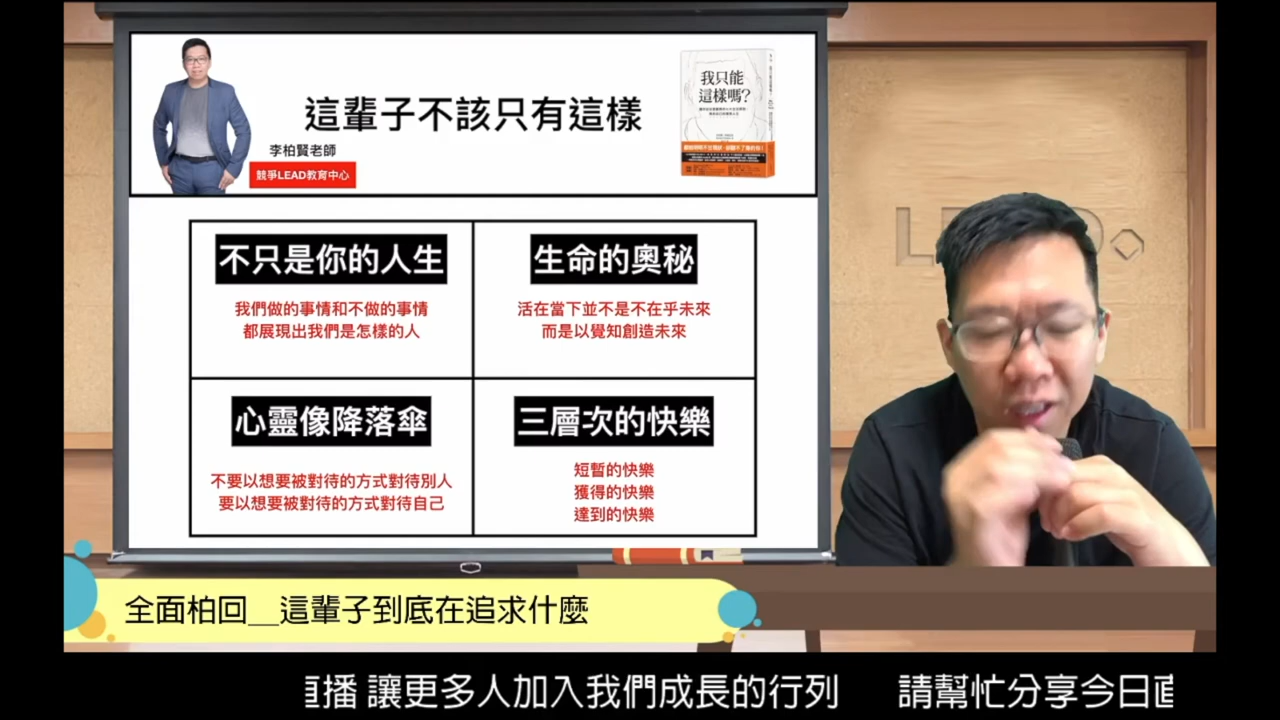 這輩子不該只有這樣
李柏賢老師
競爭LEAD教育中心
我只能
這樣嗎?
不只是你的人生
我們做的事情和不做的事情
都展現出我們是怎樣的人
生命的奧秘
活在當下並不是不在乎未來
而是以覺知創造未來
心靈像降落傘
不要以想要被對待的方式對待別人
要以想要被對待的方式對待自己
三層次的快樂
短暫的快樂
獲得的快樂
達到的快樂
LEAD
全面柏回__這輩子到底在追求什麼
直播 讓更多人加入我們成長的行列 請幫忙分享今日直